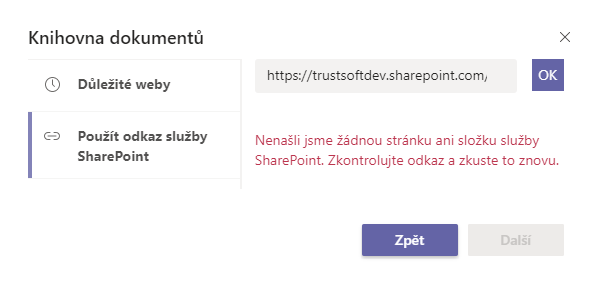 Knihovna dokumentů
Důležité weby
https://trustsoftdev.sharepoint.com/
OK
Použít odkaz služby
SharePoint
Nenašli jsme žádnou stránku ani složku služby
SharePoint. Zkontrolujte odkaz a zkuste to znovu.
Zpět
Další